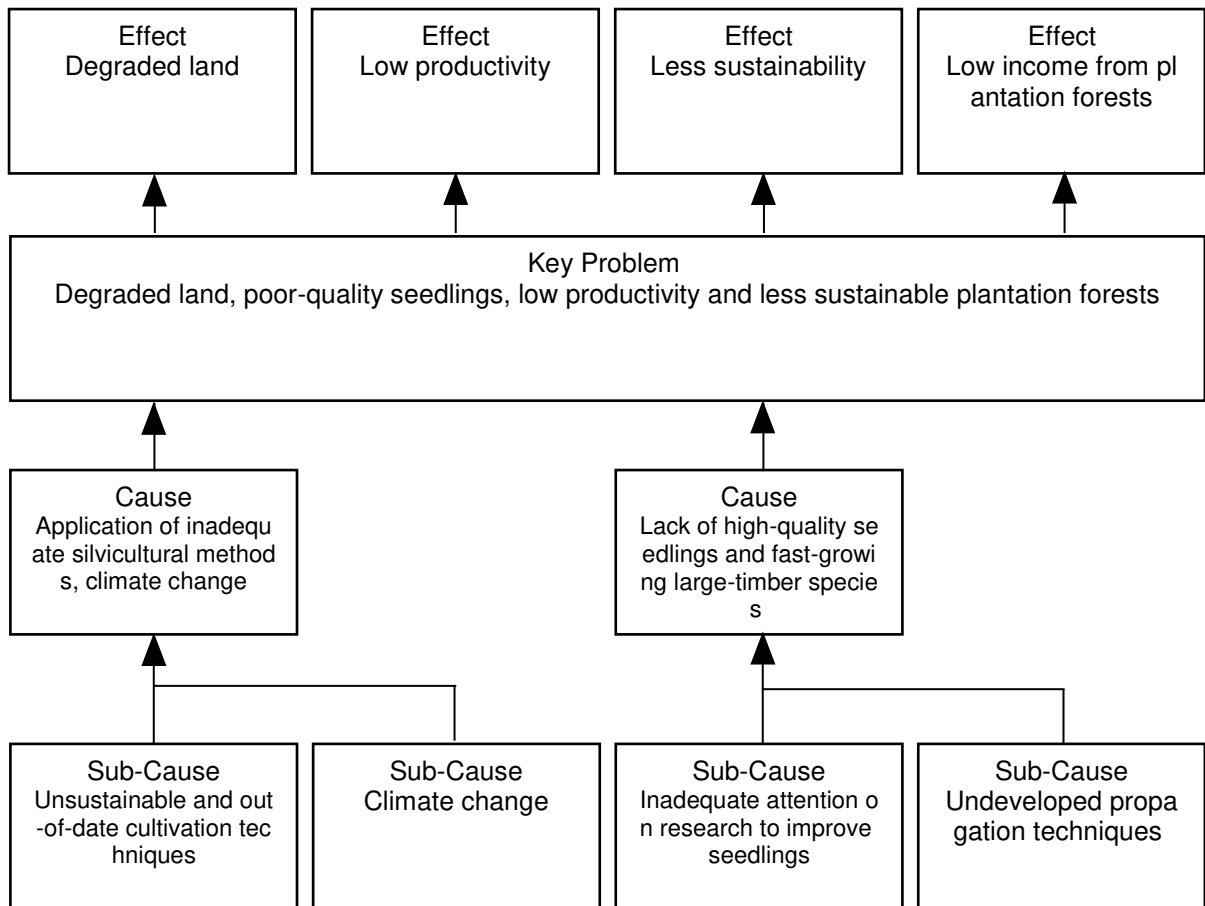 Effect
Degraded land
Effect
Low productivity
Effect
Less sustainability
Effect
Low income from pl
antation forests
Key Problem
Degraded land, poor-quality seedlings, low productivity and less sustainable plantation forests
Cause
Application of inadequ
ate silvicultural method
s, climate change
Cause
Lack of high-quality se
edlings and fast-growi
ng large-timber specie
s
Sub-Cause
Unsustainable and out
-of-date cultivation tec
hniques
Sub-Cause
Climate change
Sub-Cause
Inadequate attention o
n research to improve
seedlings
Sub-Cause
Undeveloped propa
gation techniques